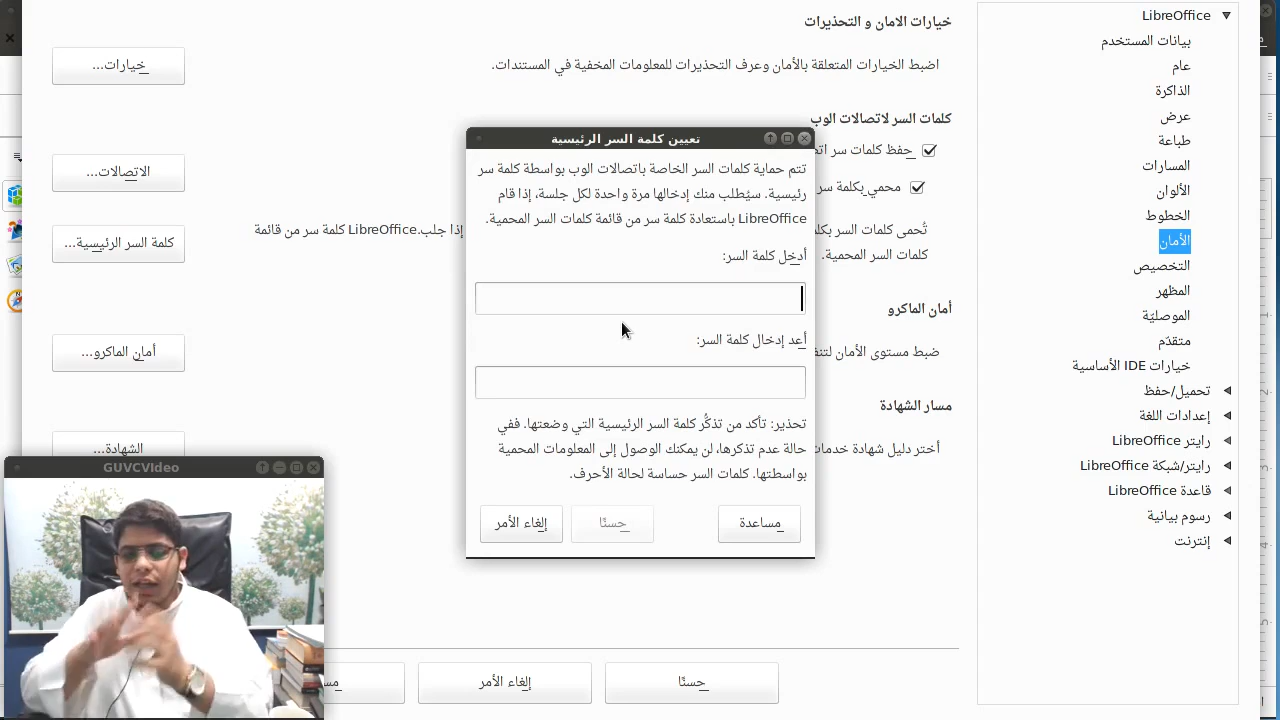 LibreOffice
بيانات المستخدم
عام
الذاكرة
عرض
طباعة
المسارات
الألوان
الخطوط
الأمان
التخصيص
المظهر
الموصليّة
متقدّم
خيارات IDE الأساسية
تحميل/حفظ
إعدادات اللغة
رايتر LibreOffice
رايتر/شبكة LibreOffice
قاعدة LibreOffice
رسوم بيانية
إنترنت
خيارات الامان و التحذيرات
اضبط الخيارات المتعلقة بالأمان وعرف التحذيرات للمعلومات المخفية في المستندات.
خيارات...
كلمات السر لاتصالات الوب
حفظ كلمات سر
الاتصالات...
محمي بكلمة سر
تُحمى كلمات السر
إذا جلب.LibreOffice كلمة سر من قائمة
كلمات السر المحمية.
كلمة السر الرئيسية...
أمان الماكرو
ضبط مستوى الأمان
أمان الماكرو...
مسار الشهادة
أختر دليل شهادة
الشهادة...
تعيين كلمة السر الرئيسية
تتم حماية كلمات السر الخاصة باتصالات الوب بواسطة كلمة سر
رئيسية. سيُطلب منك إدخالها مرة واحدة لكل جلسة، إذا قام
LibreOffice باستعادة كلمة سر من قائمة كلمات السر المحمية.
أدخل كلمة السر:
أعد إدخال كلمة السر:
تحذير: تأكد من تذكُّر كلمة السر الرئيسية التي وضعتها. ففي
حالة عدم تذكرها، لن يمكنك الوصول إلى المعلومات المحمية
بواسطتها. كلمات السر حساسة لحالة الأحرف.
مساعدة
حسنًا
إلغاء الأمر
GUVCVideo
حسنًا
إلغاء الأمر